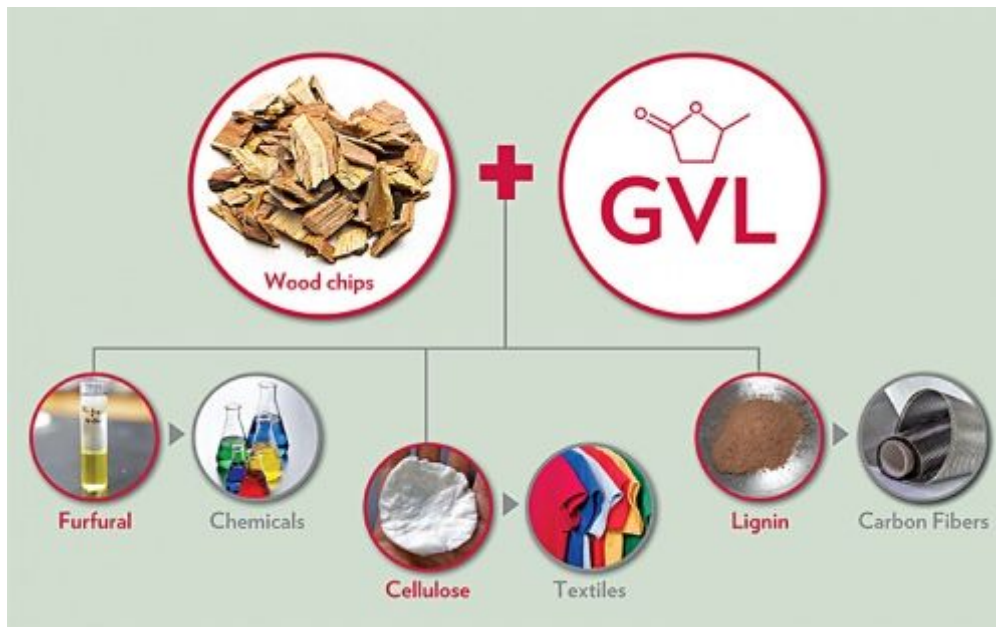 O
O
GVL
Wood chips
Furfural
Chemicals
Cellulose
Textiles
Lignin
Carbon Fibers